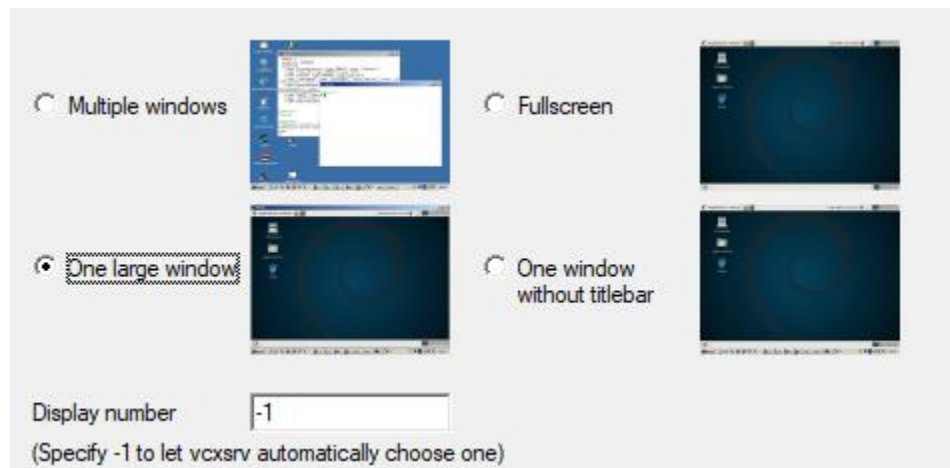 Multiple windows
Fullscreen
One large window
One window
without titlebar
Display number
-1
(Specify -1 to let vcxsrv automatically choose one)